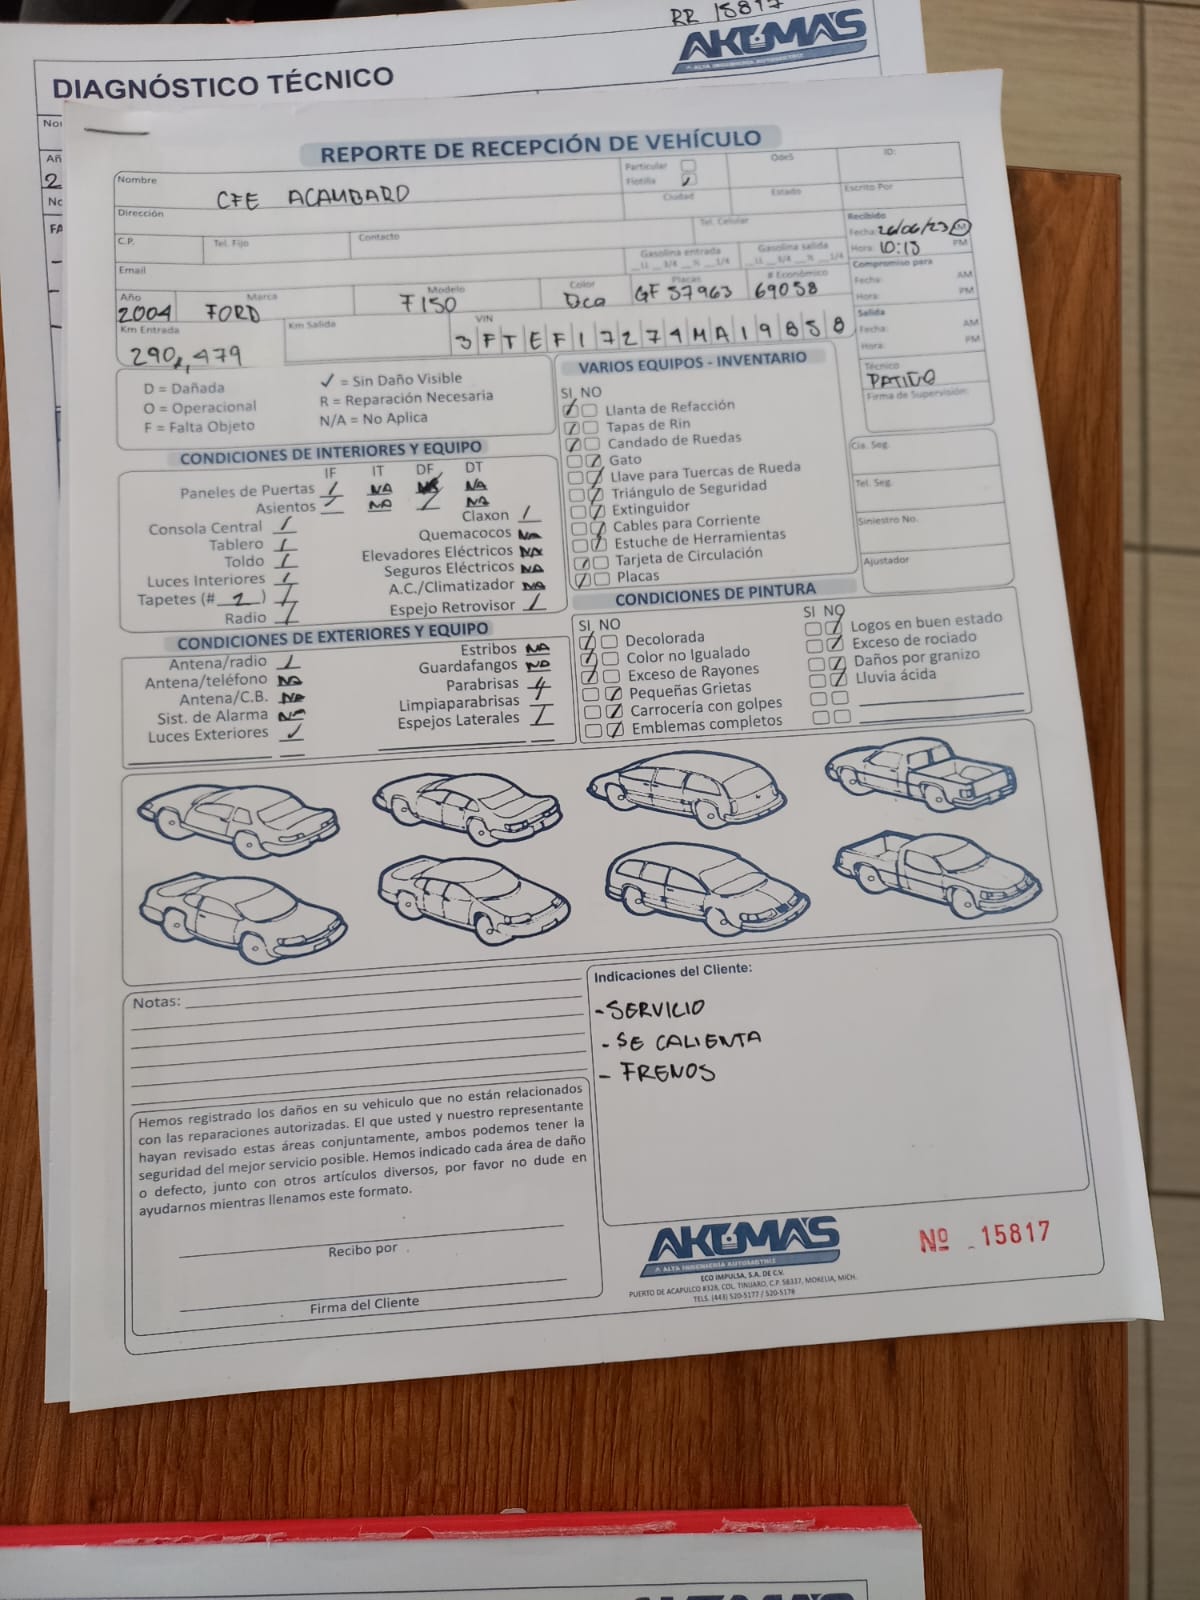 RR 15817
AKUMA'S
ALTA INGENIERÍA AUTOMOTRIZ
DIAGNÓSTICO TÉCNICO
REPORTE DE RECEPCIÓN DE VEHÍCULO
Nombre CFE ACAMBARO Particular Flotilla ✓ OdeS ID:
Dirección Ciudad Estado Escrito Por
C.P. Tel. Fijo Contacto Tel. Celular
Recibido
Fecha: 26/06/23 AM
Hora: 10:13 PM
Email Gasolina entrada Gasolina salida
Compromiso para
Fecha: AM
Hora: PM
Año Marca Modelo Color Placas # Económico
2004 FORD F150 Bca GF 57963 69058
Salida
Fecha: AM
Hora: PM
Km Entrada Km Salida VIN
290,479 3FTEF17274MA19858
Técnico
PATIÑO
Firma de Supervisión:
D = Dañada ✓ = Sin Daño Visible
O = Operacional R = Reparación Necesaria
F = Falta Objeto N/A = No Aplica
CONDICIONES DE INTERIORES Y EQUIPO
IF IT DF DT
Paneles de Puertas ✓ NA NA
Asientos ✓ NA ✓ NA
Consola Central ✓ Claxon ✓
Tablero ✓ Quemacocos NA
Toldo ✓ Elevadores Eléctricos NA
Luces Interiores ✓ Seguros Eléctricos NA
Tapetes (# 2 ) ✓ A.C./Climatizador NA
Radio ✓ Espejo Retrovisor ✓
CONDICIONES DE EXTERIORES Y EQUIPO
Antena/radio ✓ Estribos NA
Antena/teléfono NA Guardafangos NA
Antena/C.B. NA Parabrisas
Sist. de Alarma NA Limpiaparabrisas ✓
Luces Exteriores ✓ Espejos Laterales ✓
VARIOS EQUIPOS - INVENTARIO
SI NO
Llanta de Refacción
Tapas de Rin
Candado de Ruedas
Gato
Llave para Tuercas de Rueda
Triángulo de Seguridad
Extinguidor
Cables para Corriente
Estuche de Herramientas
Tarjeta de Circulación
Placas
Cia. Seg.
Tel. Seg.
Siniestro No.
Ajustador
CONDICIONES DE PINTURA
SI NO SI NO
Decolorada Logos en buen estado
Color no Igualado Exceso de rociado
Exceso de Rayones Daños por granizo
Pequeñas Grietas Lluvia ácida
Carrocería con golpes
Emblemas completos
Notas:
Indicaciones del Cliente:
- SERVICIO
- SE CALIENTA
- FRENOS
Hemos registrado los daños en su vehiculo que no están relacionados
con las reparaciones autorizadas. El que usted y nuestro representante
hayan revisado estas áreas conjuntamente, ambos podemos tener la
seguridad del mejor servicio posible. Hemos indicado cada área de daño
o defecto, junto con otros artículos diversos, por favor no dude en
ayudarnos mientras llenamos este formato.
Recibo por
Firma del Cliente
AKUMA'S
ALTA INGENIERÍA AUTOMOTRIZ
ECO IMPULSA, S.A. DE C.V.
PUERTO DE ACAPULCO #328, COL. TINIJARO, C.P. 58337, MORELIA, MICH.
TELS. (443) 520-5177 / 520-5178
Nº 15817